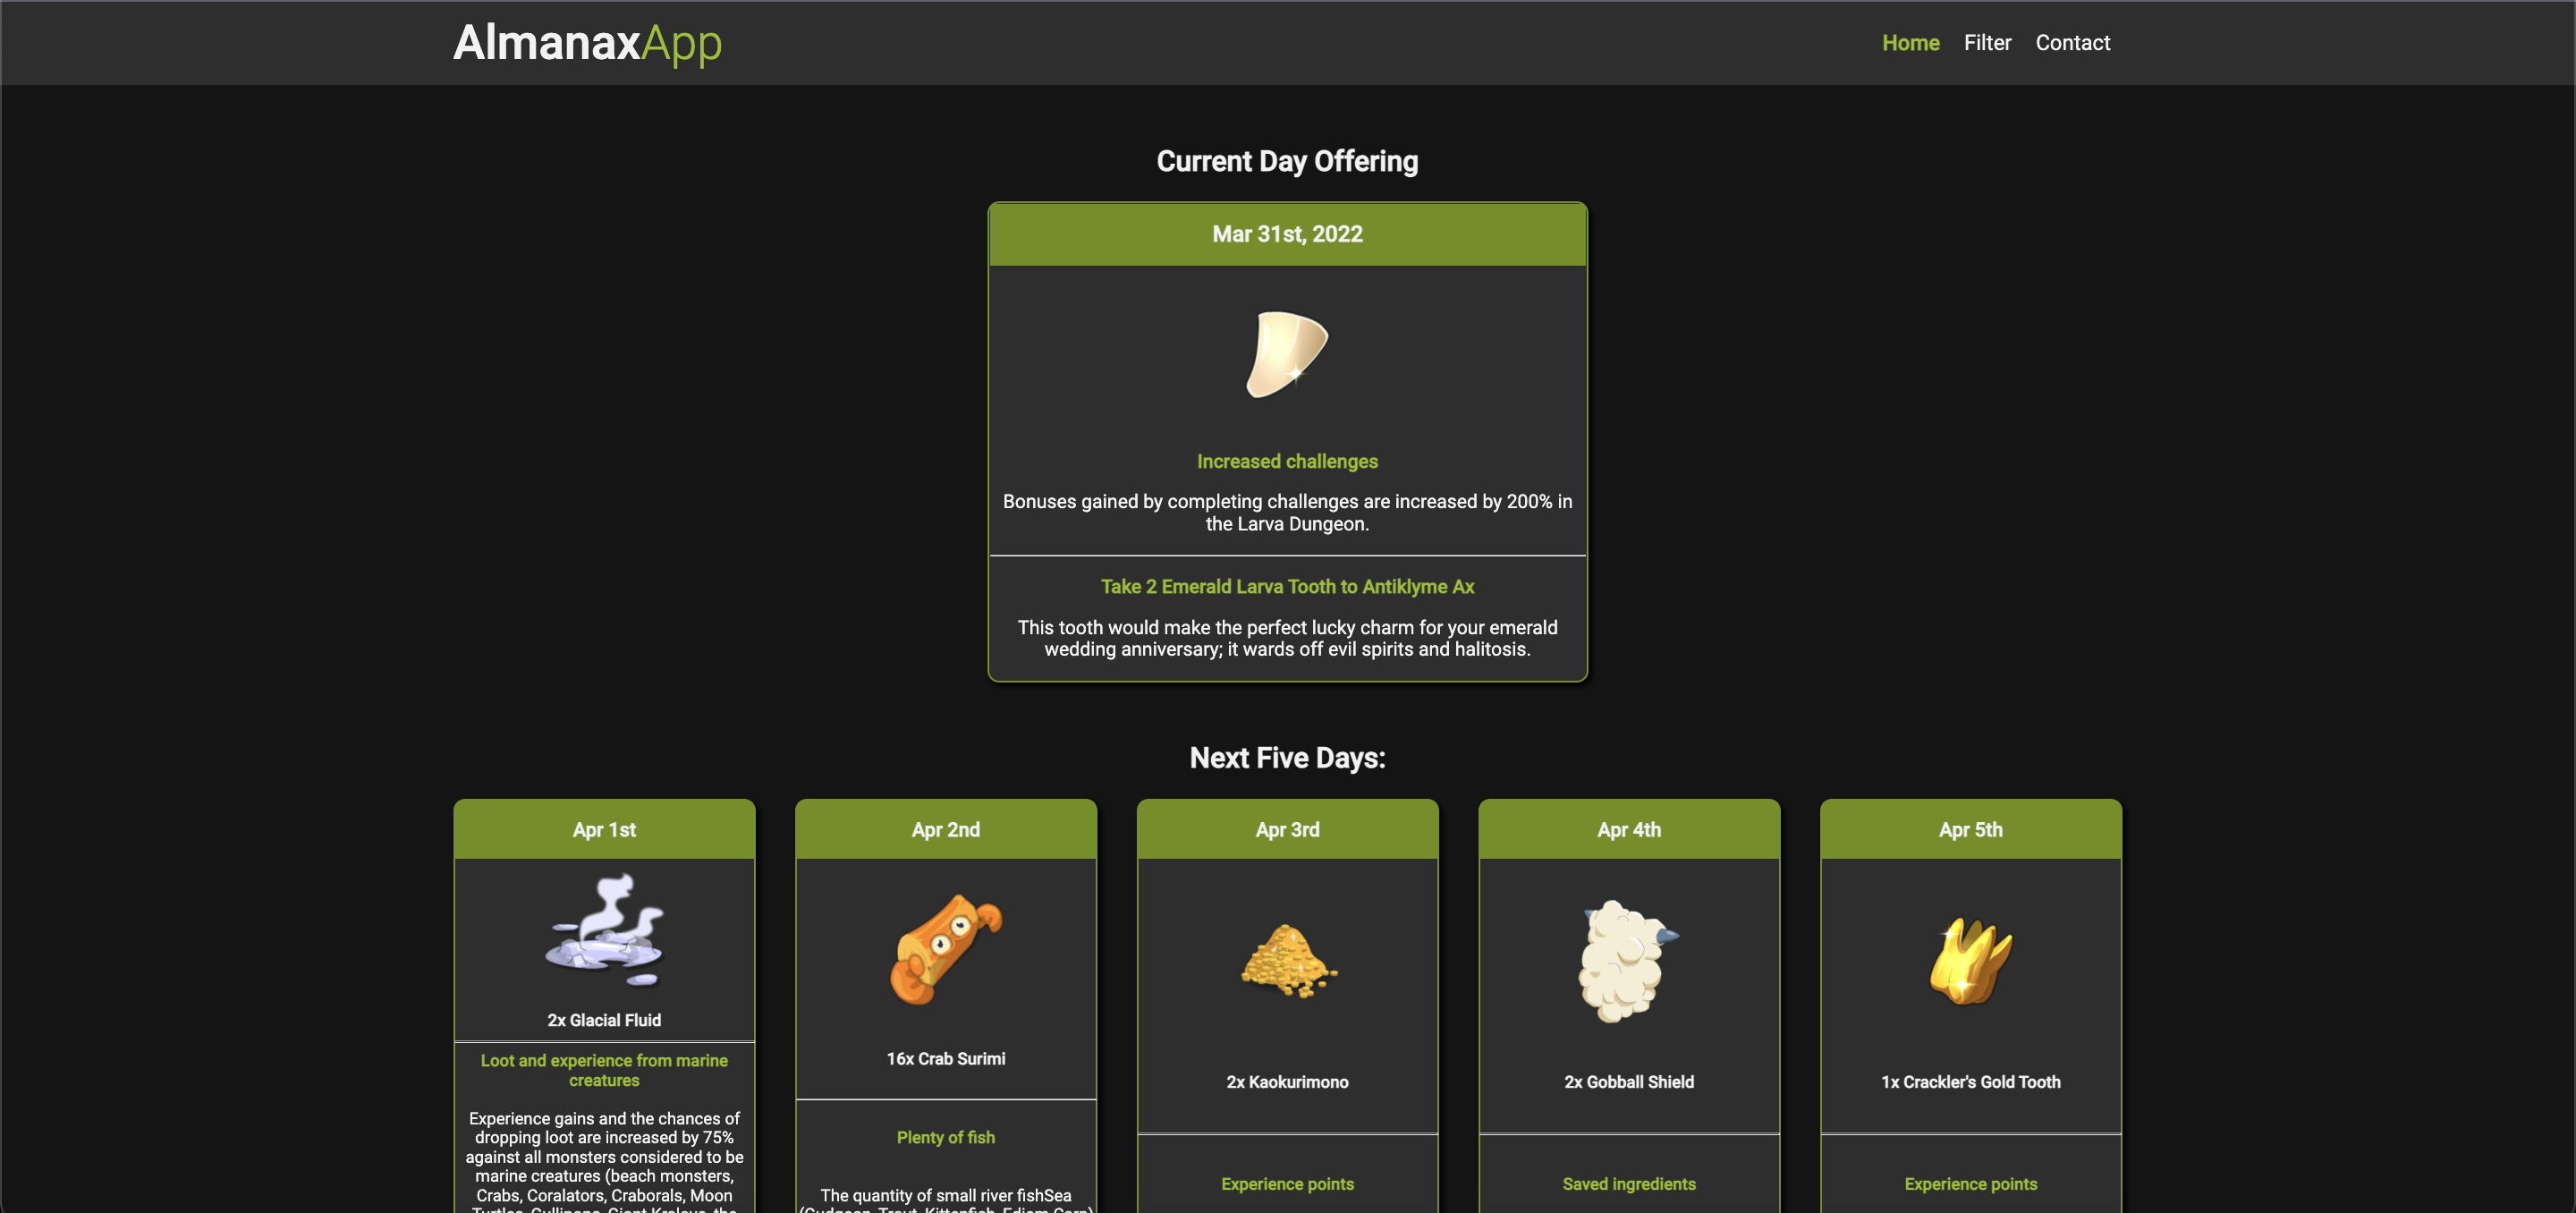 AlmanaxApp
Home Filter Contact
Current Day Offering
Mar 31st, 2022
Increased challenges
Bonuses gained by completing challenges are increased by 200% in
the Larva Dungeon.
Take 2 Emerald Larva Tooth to Antiklyme Ax
This tooth would make the perfect lucky charm for your emerald
wedding anniversary; it wards off evil spirits and halitosis.
Next Five Days:
Apr 1st
2x Glacial Fluid
Loot and experience from marine
creatures
Experience gains and the chances of
dropping loot are increased by 75%
against all monsters considered to be
marine creatures (beach monsters,
Crabs, Coralators, Craborals, Moon
Apr 2nd
16x Crab Surimi
Plenty of fish
The quantity of small river fishSea
Apr 3rd
2x Kaokurimono
Experience points
Apr 4th
2x Gobball Shield
Saved ingredients
Apr 5th
1x Crackler's Gold Tooth
Experience points